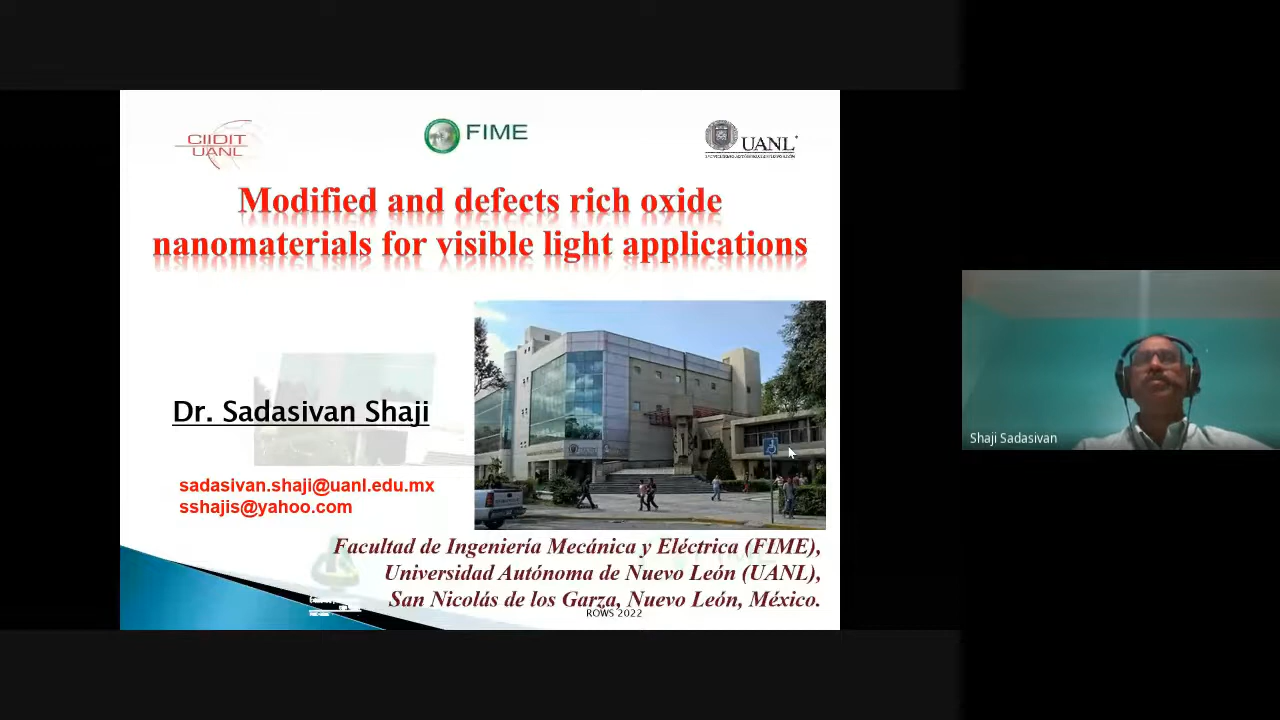 CIIDIT
UANL
FIME
UANL
Modified and defects rich oxide
nanomaterials for visible light applications
Dr. Sadasivan Shaji
sadasivan.shaji@uanl.edu.mx
sshajis@yahoo.com
Facultad de Ingeniería Mecánica y Eléctrica (FIME),
Universidad Autónoma de Nuevo León (UANL),
San Nicolás de los Garza, Nuevo León, México.
ROWS 2022
Shaji Sadasivan